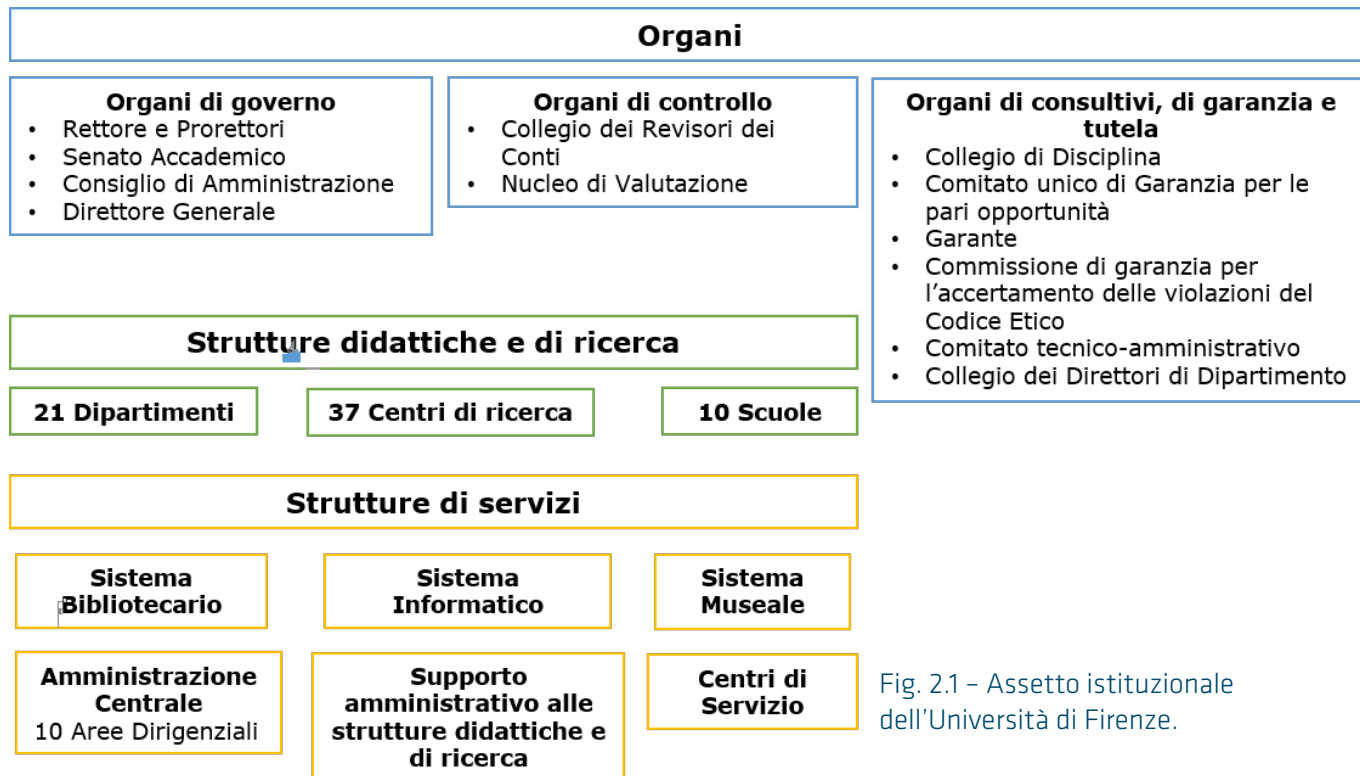 Organi
Organi di governo
• Rettore e Prorettori
• Senato Accademico
• Consiglio di Amministrazione
• Direttore Generale
Organi di controllo
• Collegio dei Revisori dei
Conti
• Nucleo di Valutazione
Organi di consultivi, di garanzia e
tutela
• Collegio di Disciplina
• Comitato unico di Garanzia per le
pari opportunità
• Garante
• Commissione di garanzia per
l’accertamento delle violazioni del
Codice Etico
• Comitato tecnico-amministrativo
• Collegio dei Direttori di Dipartimento
Strutture didattiche e di ricerca
21 Dipartimenti
37 Centri di ricerca
10 Scuole
Strutture di servizi
Sistema
Bibliotecario
Sistema
Informatico
Sistema
Museale
Amministrazione
Centrale
10 Aree Dirigenziali
Supporto
amministrativo alle
strutture didattiche e
di ricerca
Centri di
Servizio
Fig. 2.1 – Assetto istituzionale
dell’Università di Firenze.